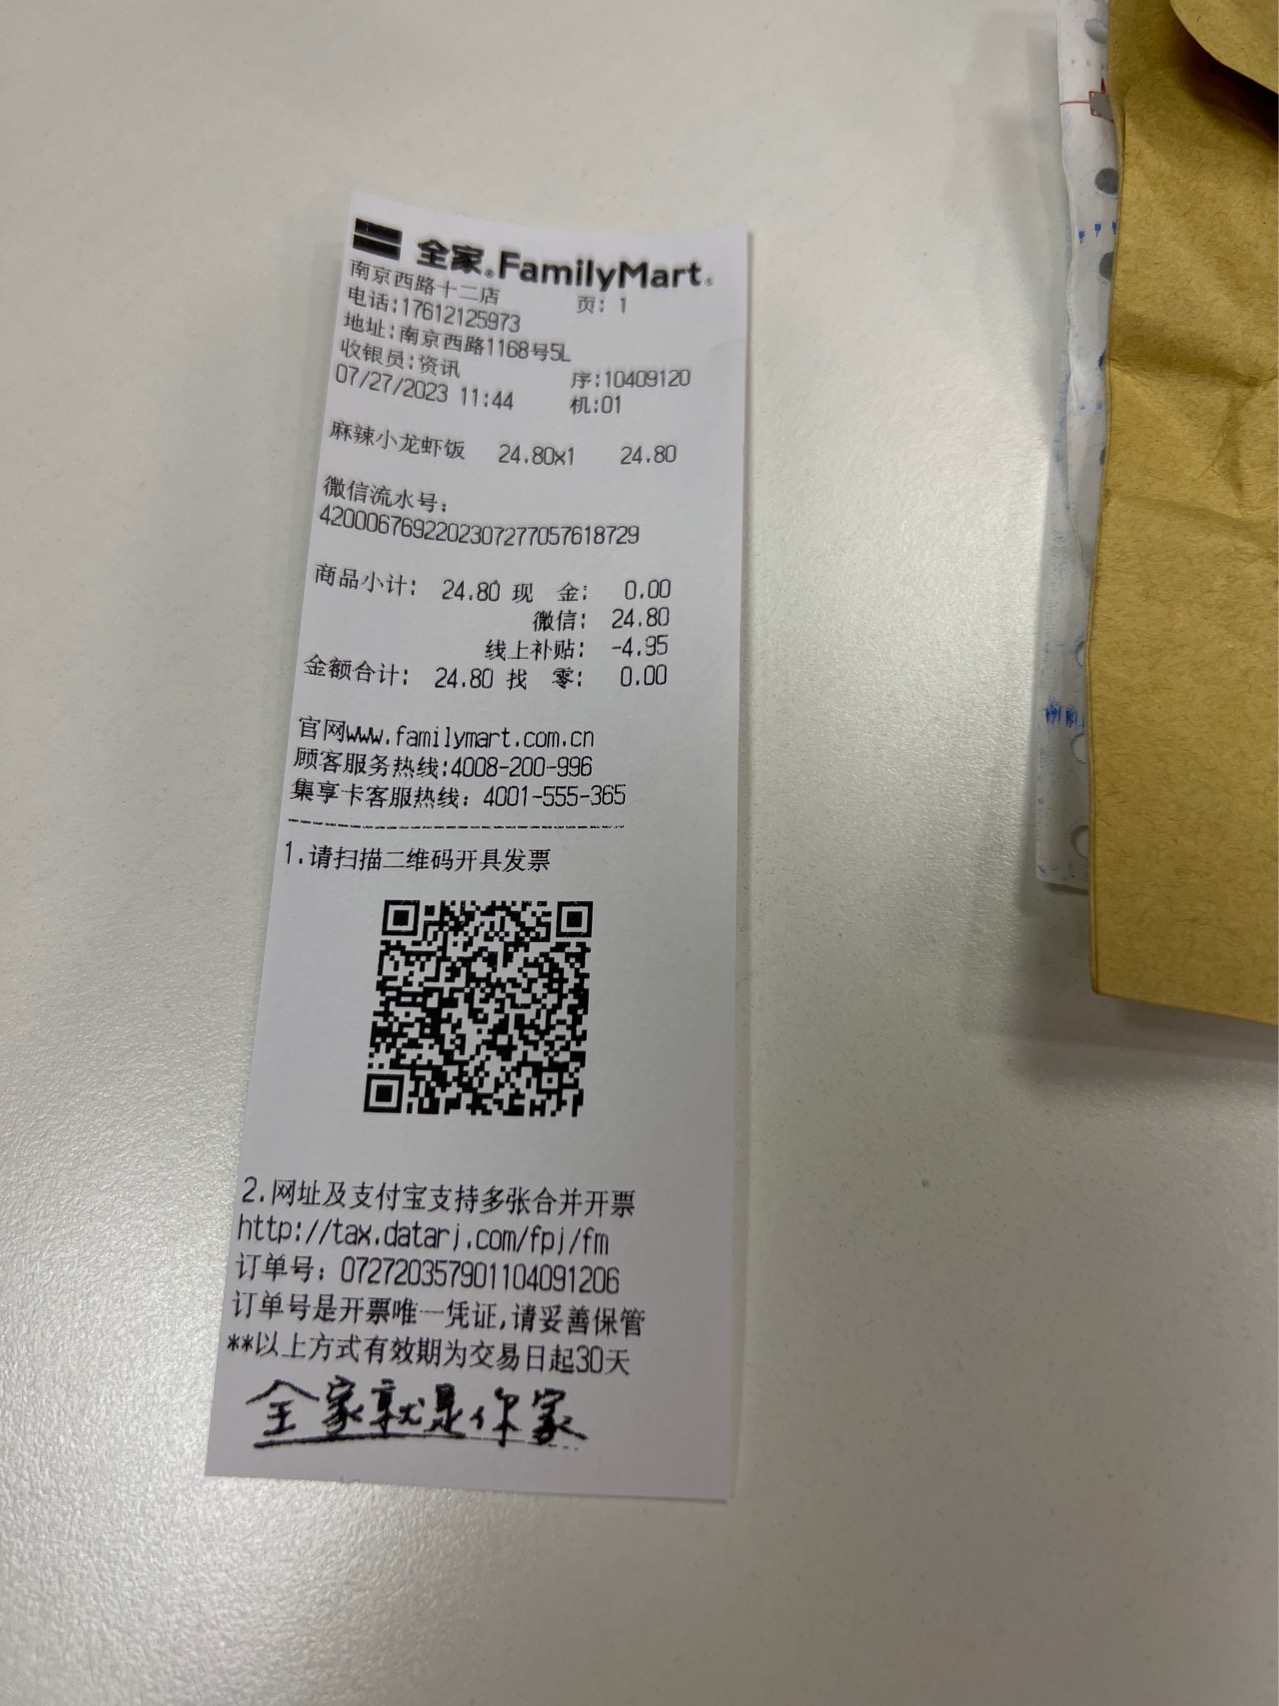 全家 FamilyMart
南京西路十二店 页: 1
电话:17612125973
地址:南京西路1168号5L
收银员:资讯 序:10409120
07/27/2023 11:44 机:01
麻辣小龙虾饭 24.80x1 24.80
微信流水号:
4200067692202307277057618729
商品小计: 24.80 现 金: 0.00
微信: 24.80
线上补贴: -4.95
金额合计: 24.80 找 零: 0.00
官网www.familymart.com.cn
顾客服务热线:4008-200-996
集享卡客服热线: 4001-555-365
1.请扫描二维码开具发票
2.网址及支付宝支持多张合并开票
http://tax.datarj.com/fpj/fm
订单号: 072720357901104091206
订单号是开票唯一凭证,请妥善保管
**以上方式有效期为交易日起30天
全家就是你家